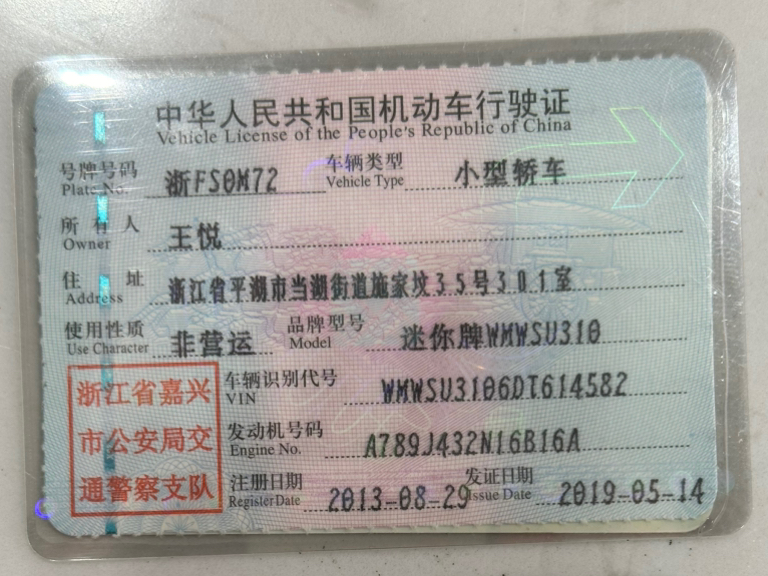 中华人民共和国机动车行驶证
Vehicle License of the People's Republic of China
号牌号码 浙FS0M72 车辆类型 小型轿车
Plate No. Vehicle Type
所有人 王悦
Owner
住址 浙江省平湖市当湖街道施家坟35号301室
Address
使用性质 非营运 品牌型号 迷你牌WMWSU310
Use Character Model
浙江省嘉兴
市公安局交
通警察支队
车辆识别代号 WMWSU3106DT614582
VIN
发动机号码 A789J432N16B16A
Engine No.
注册日期 2013-08-29 发证日期 2019-05-14
Register Date Issue Date